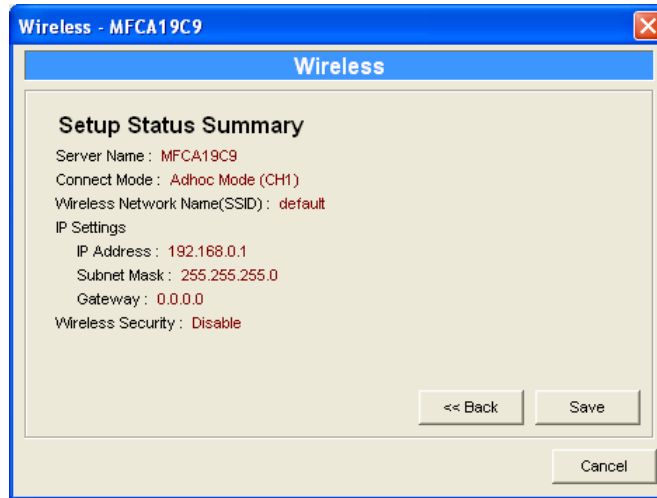 Wireless - MFCA19C9
Wireless
Setup Status Summary
Server Name : MFCA19C9
Connect Mode : Adhoc Mode (CH1)
Wireless Network Name(SSID) : default
IP Settings
IP Address : 192.168.0.1
Subnet Mask : 255.255.255.0
Gateway : 0.0.0.0
Wireless Security : Disable
<< Back Save
Cancel